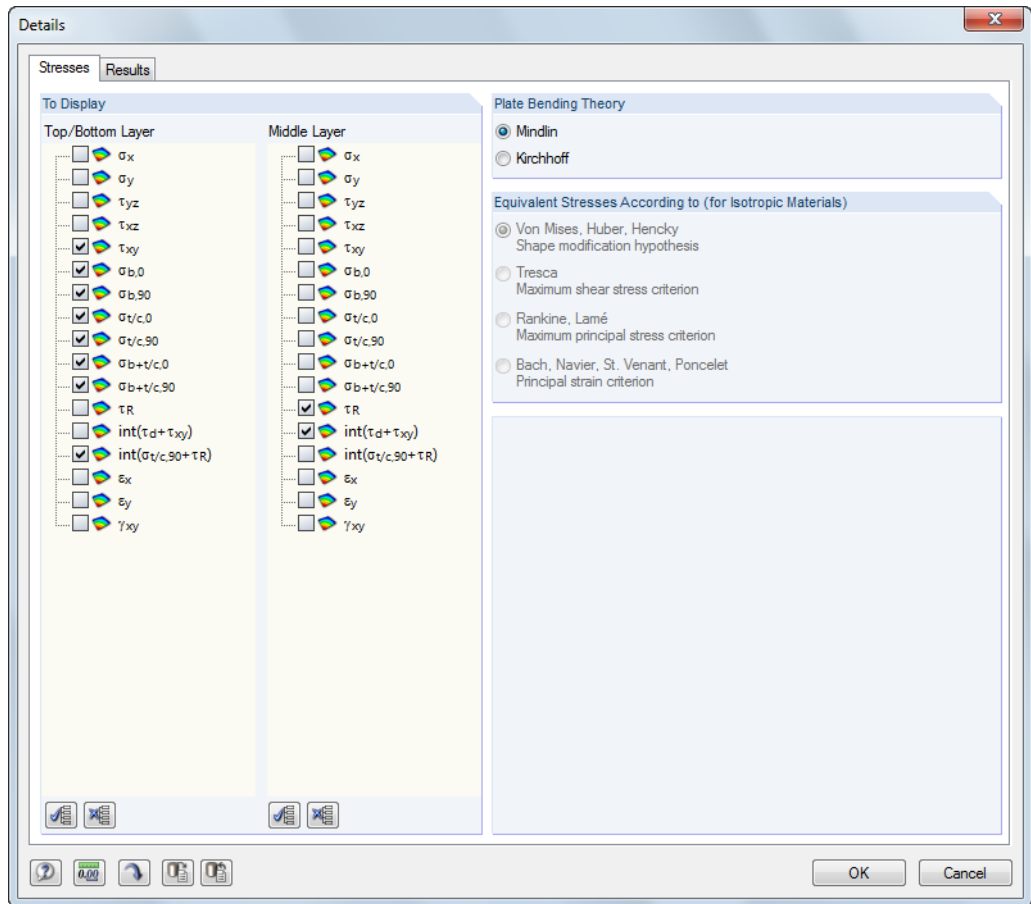 Details
Stresses
Results
To Display
Top/Bottom Layer
σx
σy
τyz
τxz
τxy
σb,0
σb,90
σt/c,0
σt/c,90
σb+t/c,0
σb+t/c,90
τR
int(τd+τxy)
int(σt/c,90+τR)
εx
εy
γxy
Middle Layer
σx
σy
τyz
τxz
τxy
σb,0
σb,90
σt/c,0
σt/c,90
σb+t/c,0
σb+t/c,90
τR
int(τd+τxy)
int(σt/c,90+τR)
εx
εy
γxy
Plate Bending Theory
Mindlin
Kirchhoff
Equivalent Stresses According to (for Isotropic Materials)
Von Mises, Huber, Hencky
Shape modification hypothesis
Tresca
Maximum shear stress criterion
Rankine, Lamé
Maximum principal stress criterion
Bach, Navier, St. Venant, Poncelet
Principal strain criterion
0.00
OK
Cancel